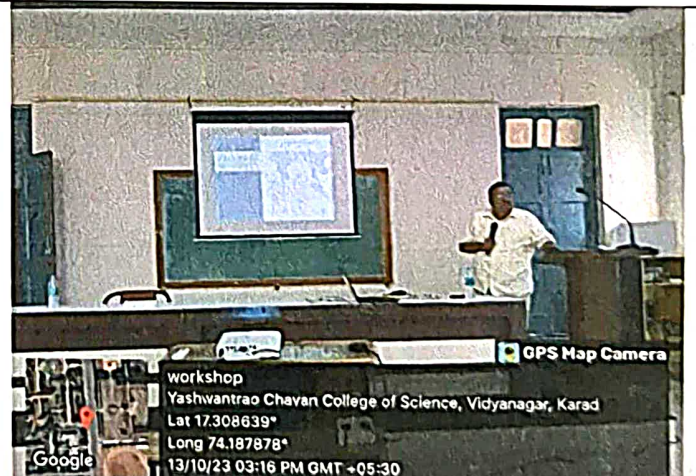 GPS Map Camera
workshop
Yashwantrao Chavan College of Science, Vidyanagar, Karad
Lat 17.308639°
Long 74.187878°
13/10/23 03:16 PM GMT +05:30
Google